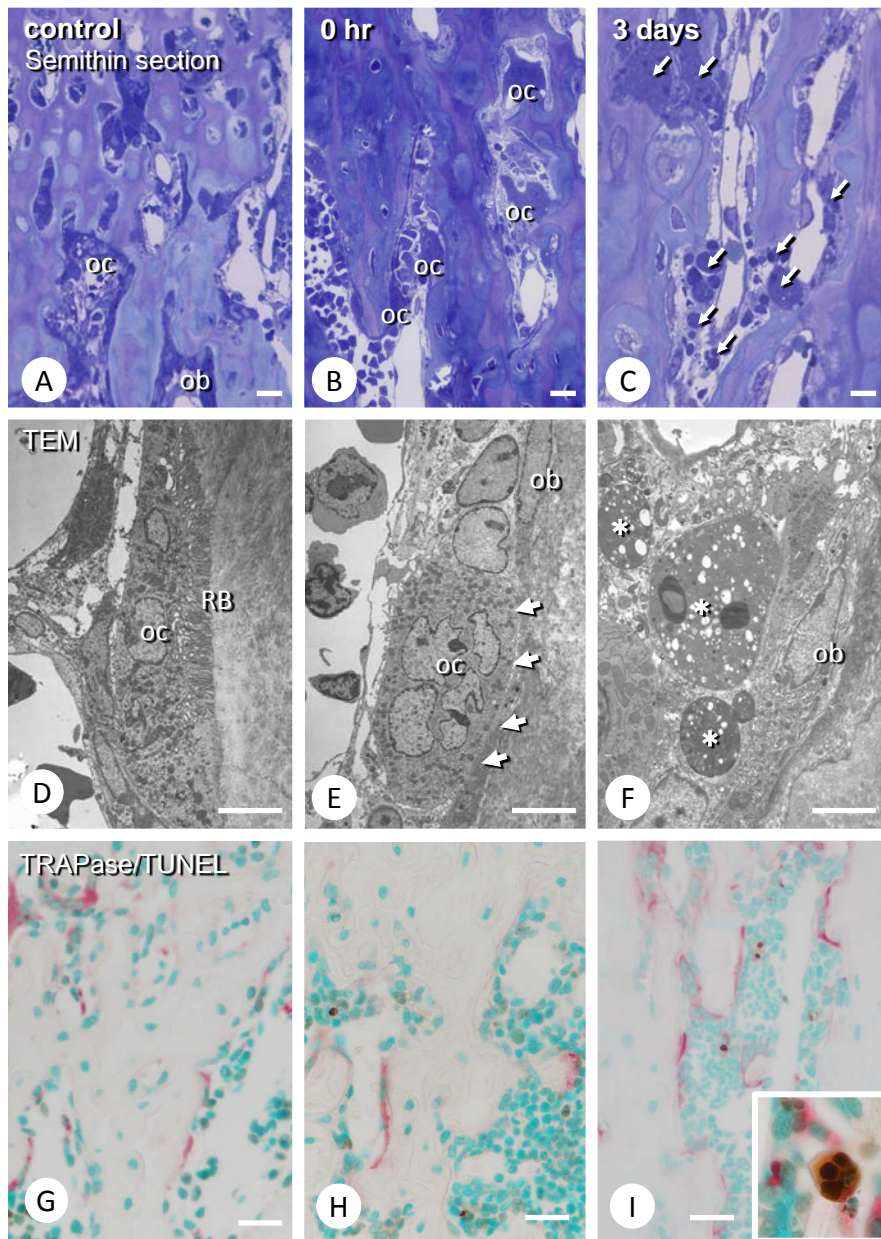 control
Semithin section
oc
ob
A
0 hr
oc
oc
oc
oc
B
3 days
C
TEM
RB
oc
D
ob
oc
E
*
*
ob
*
F
TRAPase/TUNEL
G
H
I